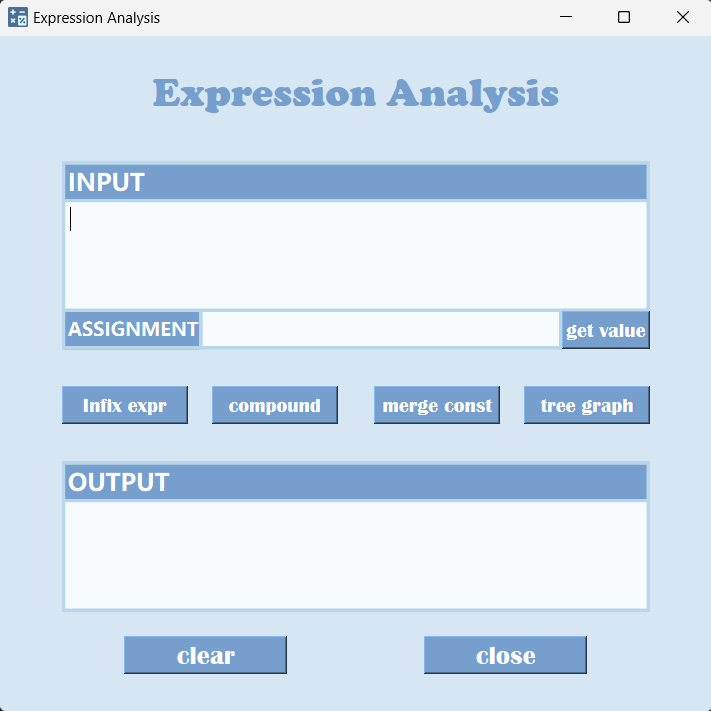 Expression Analysis
Expression Analysis
INPUT
ASSIGNMENT get value
Infix expr compound merge const tree graph
OUTPUT
clear close